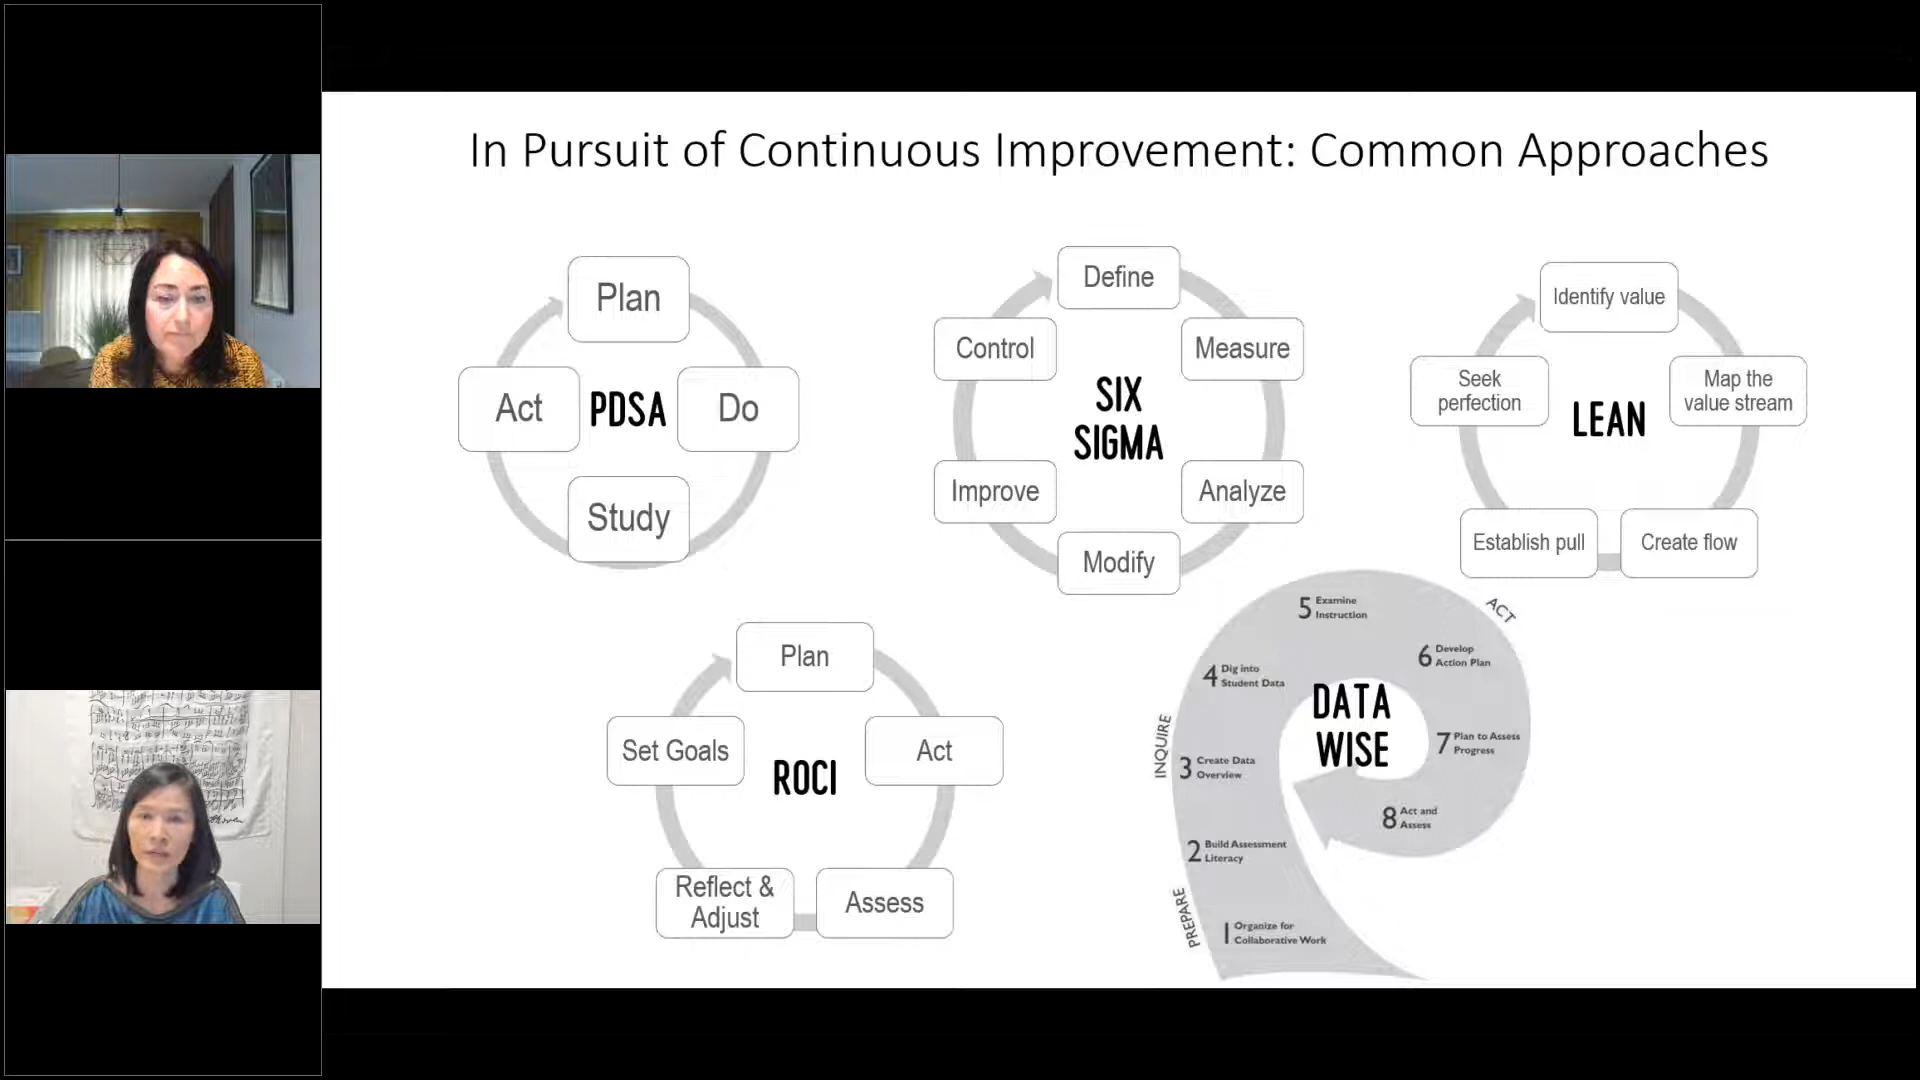 In Pursuit of Continuous Improvement: Common Approaches
Plan
Do
Study
Act
PDSA
Define
Measure
Analyze
Modify
Improve
Control
SIX
SIGMA
Identify value
Map the
value stream
Create flow
Establish pull
Seek
perfection
LEAN
Plan
Act
Assess
Reflect &
Adjust
Set Goals
ROCI
DATA
WISE
PREPARE
1 Organize for
Collaborative Work
2 Build Assessment
Literacy
INQUIRE
3 Create Data
Overview
4 Dig into
Student Data
5 Examine
Instruction
ACT
6 Develop
Action Plan
7 Plan to Assess
Progress
8 Act and
Assess